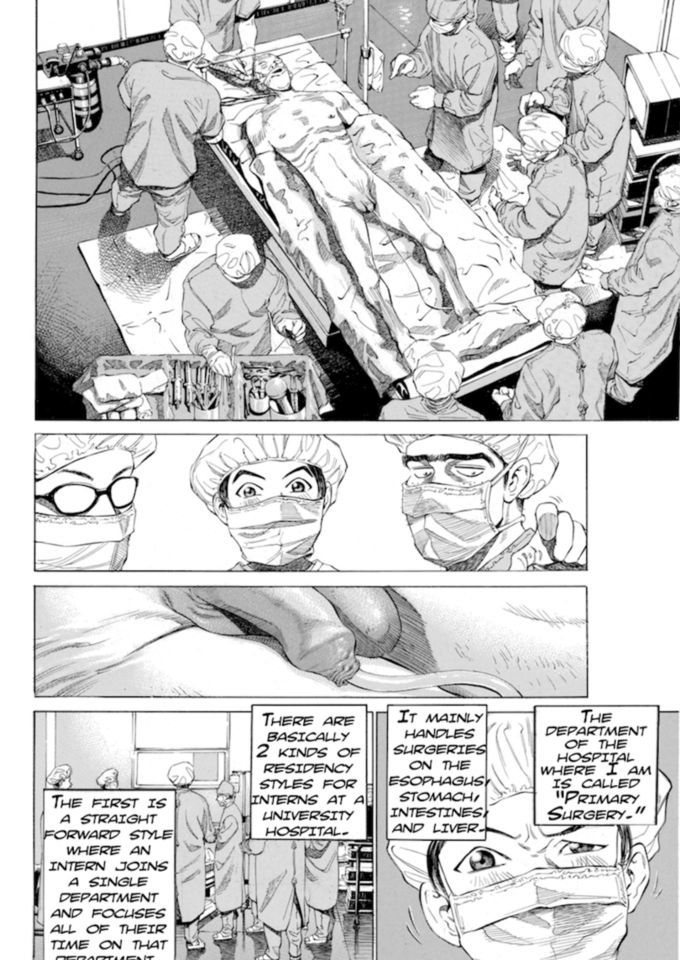 THE
DEPARTMENT
OF THE
HOSPITAL
WHERE I AM
IS CALLED
"PRIMARY
SURGERY."
IT MAINLY
HANDLES
SURGERIES
ON THE
ESOPHAGUS,
STOMACH,
INTESTINES,
AND LIVER.
THERE ARE
BASICALLY
2 KINDS OF
RESIDENCY
STYLES FOR
INTERNS AT A
UNIVERSITY
HOSPITAL.
THE FIRST IS
A STRAIGHT
FORWARD STYLE
WHERE AN
INTERN JOINS
A SINGLE
DEPARTMENT
AND FOCUSES
ALL OF THEIR
TIME ON THAT
DEPARTMENT.